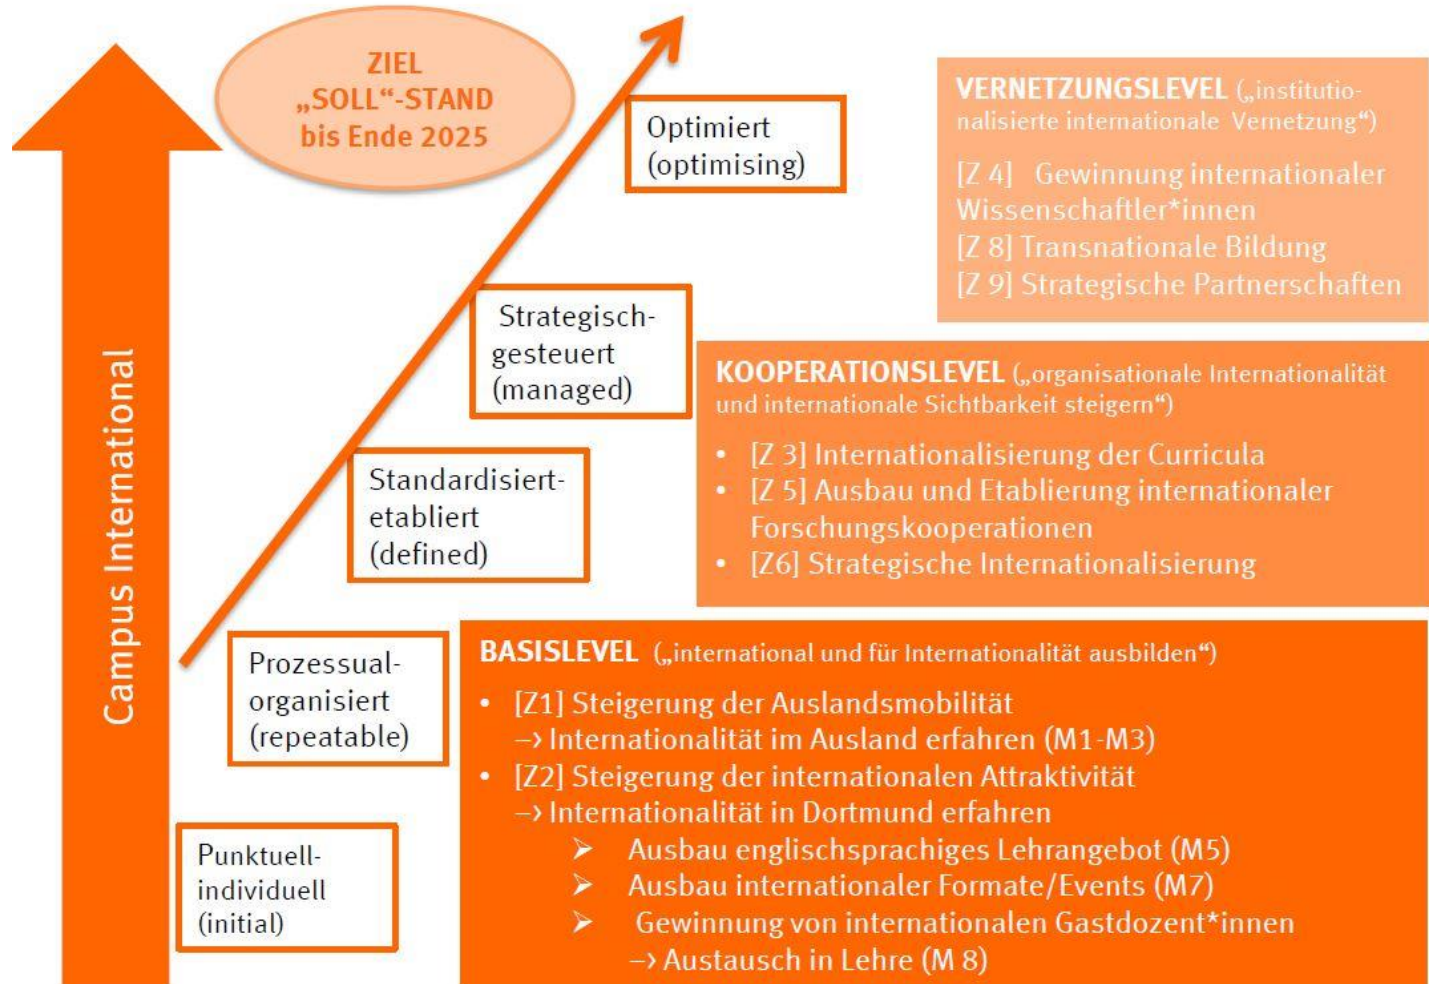 Campus International
ZIEL
„SOLL“-STAND
bis Ende 2025
Optimiert
(optimising)
Strategisch-
gesteuert
(managed)
Standardisiert-
etabliert
(defined)
Prozessual-
organisiert
(repeatable)
Punktuell-
individuell
(initial)
VERNETZUNGSLEVEL („institutio-
nalisierte internationale Vernetzung“)
[Z 4] Gewinnung internationaler
Wissenschaftler*innen
[Z 8] Transnationale Bildung
[Z 9] Strategische Partnerschaften
KOOPERATIONSLEVEL („organisationale Internationalität
und internationale Sichtbarkeit steigern“)
• [Z 3] Internationalisierung der Curricula
• [Z 5] Ausbau und Etablierung internationaler
Forschungskooperationen
• [Z6] Strategische Internationalisierung
BASISLEVEL („international und für Internationalität ausbilden“)
• [Z1] Steigerung der Auslandsmobilität
—> Internationalität im Ausland erfahren (M1-M3)
• [Z2] Steigerung der internationalen Attraktivität
—> Internationalität in Dortmund erfahren
➢ Ausbau englischsprachiges Lehrangebot (M5)
➢ Ausbau internationaler Formate/Events (M7)
➢ Gewinnung von internationalen Gastdozent*innen
—> Austausch in Lehre (M 8)